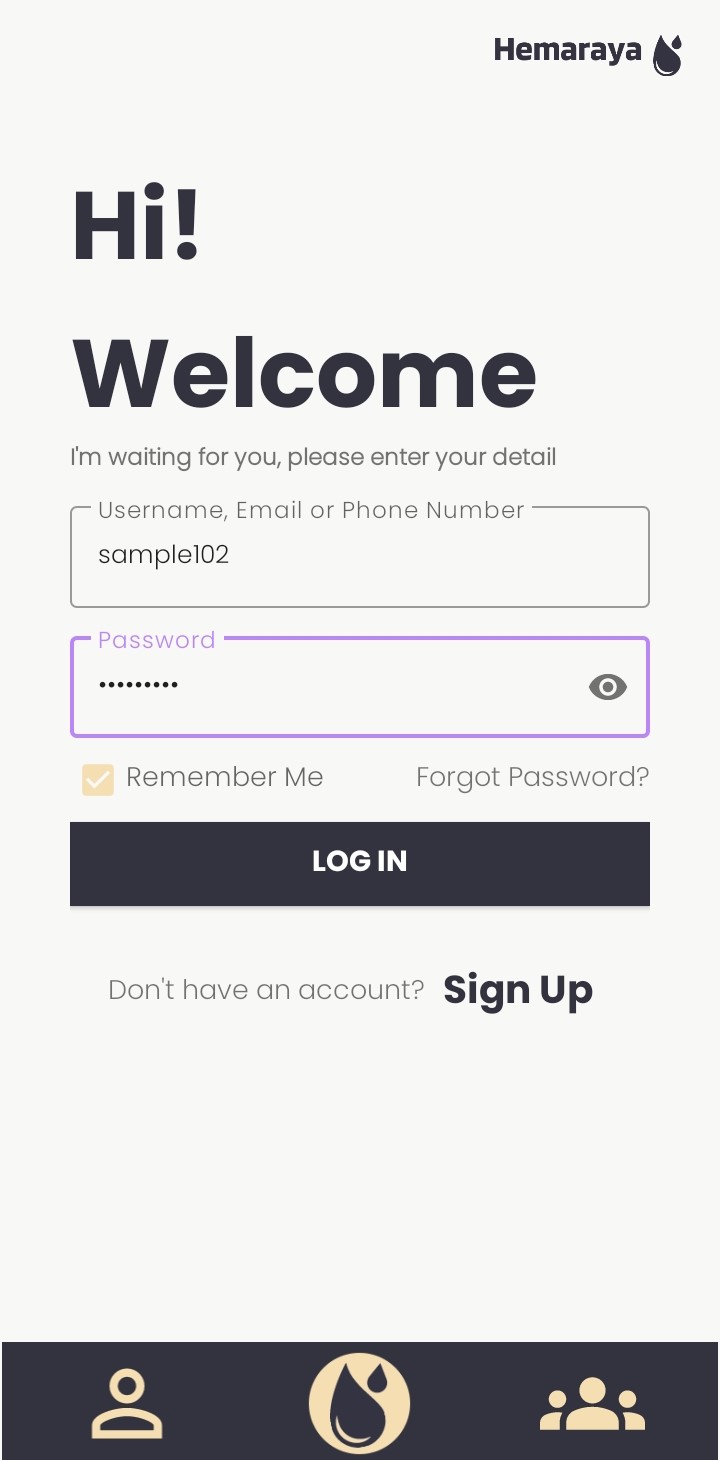 Hemaraya
Hi!
Welcome
I'm waiting for you, please enter your detail
Username, Email or Phone Number
sample102
Password
•••••••••
Remember Me
Forgot Password?
LOG IN
Don't have an account? Sign Up